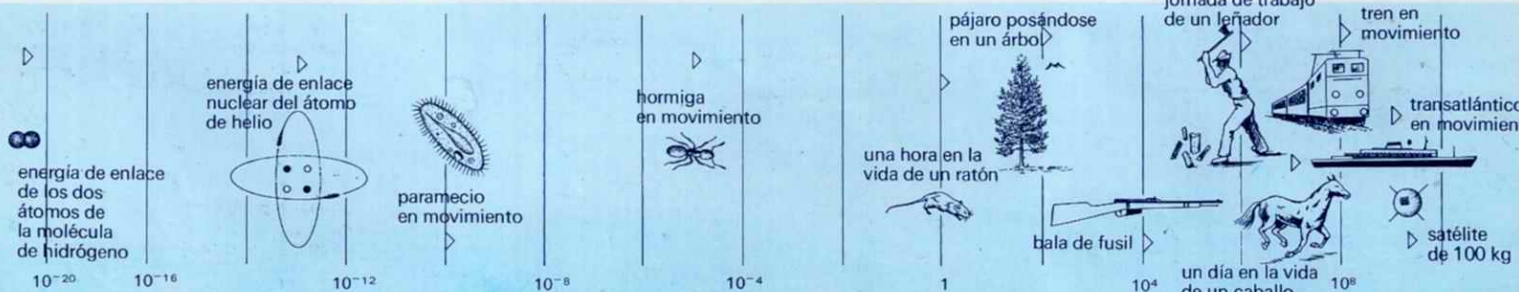 energía de enlace
de los dos
átomos de
la molécula
de hidrógeno
energía de enlace
nuclear del átomo
de helio
paramecio
en movimiento
hormiga
en movimiento
una hora en la
vida de un ratón
pájaro posándose
en un árbol
bala de fusil
jornada de trabajo
de un leñador
un día en la vida
de un caballo
tren en
movimiento
transatlántico
en
satélite
de 100 kg
10⁻²⁰ 10⁻¹⁶ 10⁻¹² 10⁻⁸ 10⁻⁴ 1 10⁴ 10⁸